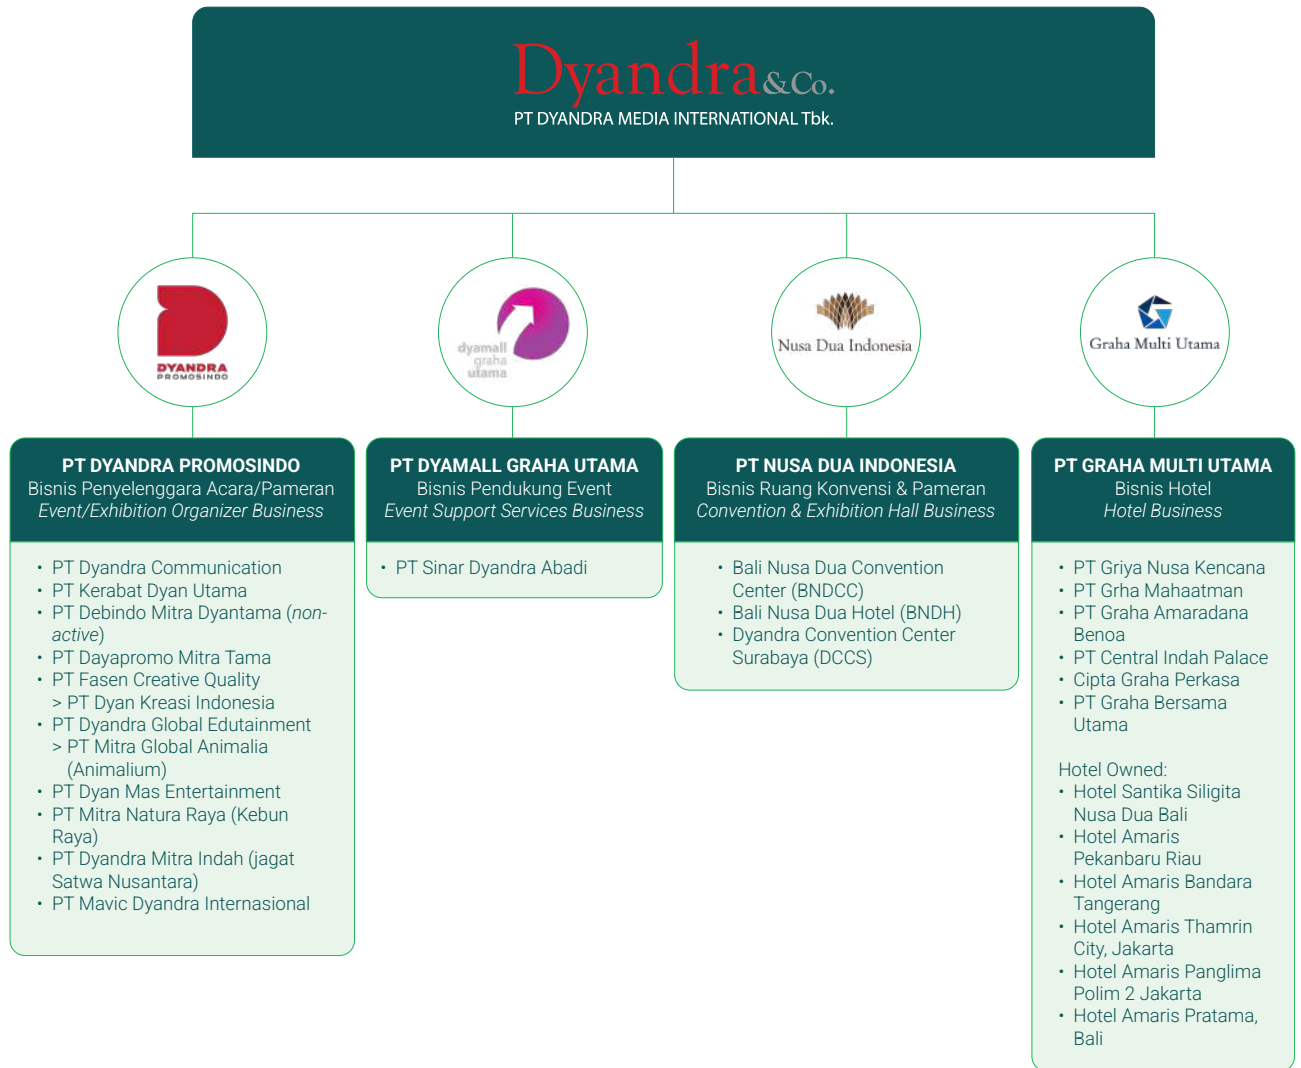 Dyandra &Co.
PT DYANDRA MEDIA INTERNATIONAL Tbk.
DYANDRA
PROMOSINDO
dyamall
graha
utama
Nusa Dua Indonesia
Graha Multi Utama
PT DYANDRA PROMOSINDO
Bisnis Penyelenggara Acara/Pameran
Event/Exhibition Organizer Business
• PT Dyandra Communication
• PT Kerabat Dyan Utama
• PT Debindo Mitra Dyantama (non-
active)
• PT Dayapromo Mitra Tama
• PT Fasen Creative Quality
> PT Dyan Kreasi Indonesia
• PT Dyandra Global Edutainment
> PT Mitra Global Animalia
(Animalium)
• PT Dyan Mas Entertainment
• PT Mitra Natura Raya (Kebun
Raya)
• PT Dyandra Mitra Indah (jagat
Satwa Nusantara)
• PT Mavic Dyandra Internasional
PT DYAMALL GRAHA UTAMA
Bisnis Pendukung Event
Event Support Services Business
• PT Sinar Dyandra Abadi
PT NUSA DUA INDONESIA
Bisnis Ruang Konvensi & Pameran
Convention & Exhibition Hall Business
• Bali Nusa Dua Convention
Center (BNDCC)
• Bali Nusa Dua Hotel (BNDH)
• Dyandra Convention Center
Surabaya (DCCS)
PT GRAHA MULTI UTAMA
Bisnis Hotel
Hotel Business
• PT Griya Nusa Kencana
• PT Grha Mahaatman
• PT Graha Amaradana
Benoa
• PT Central Indah Palace
• Cipta Graha Perkasa
• PT Graha Bersama
Utama
Hotel Owned:
• Hotel Santika Siligita
Nusa Dua Bali
• Hotel Amaris
Pekanbaru Riau
• Hotel Amaris Bandara
Tangerang
• Hotel Amaris Thamrin
City, Jakarta
• Hotel Amaris Panglima
Polim 2 Jakarta
• Hotel Amaris Pratama,
Bali